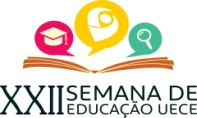 XXII SEMANA DE
EDUCAÇÃO UECE